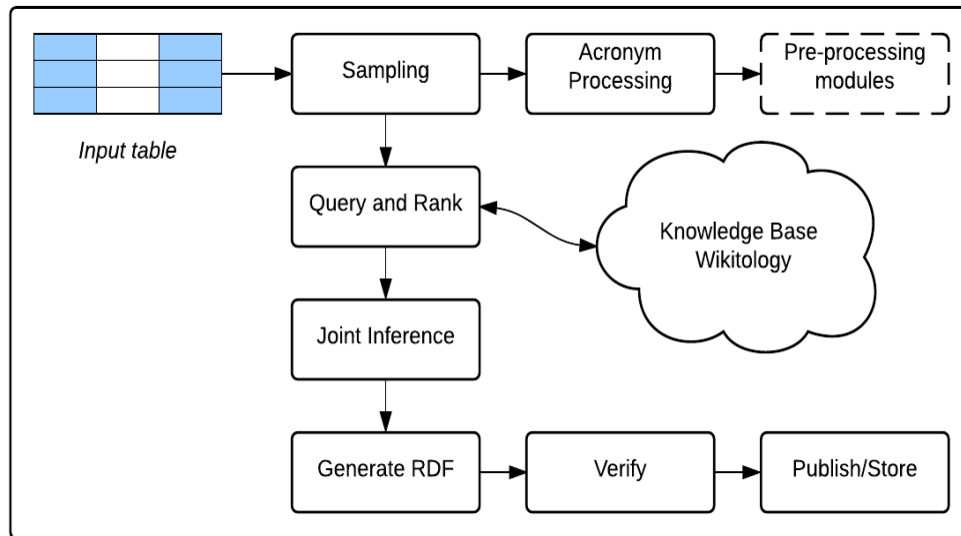 Sampling
Acronym
Processing
Pre-processing
modules
Input table
Query and Rank
Knowledge Base
Wikitology
Joint Inference
Generate RDF
Verify
Publish/Store